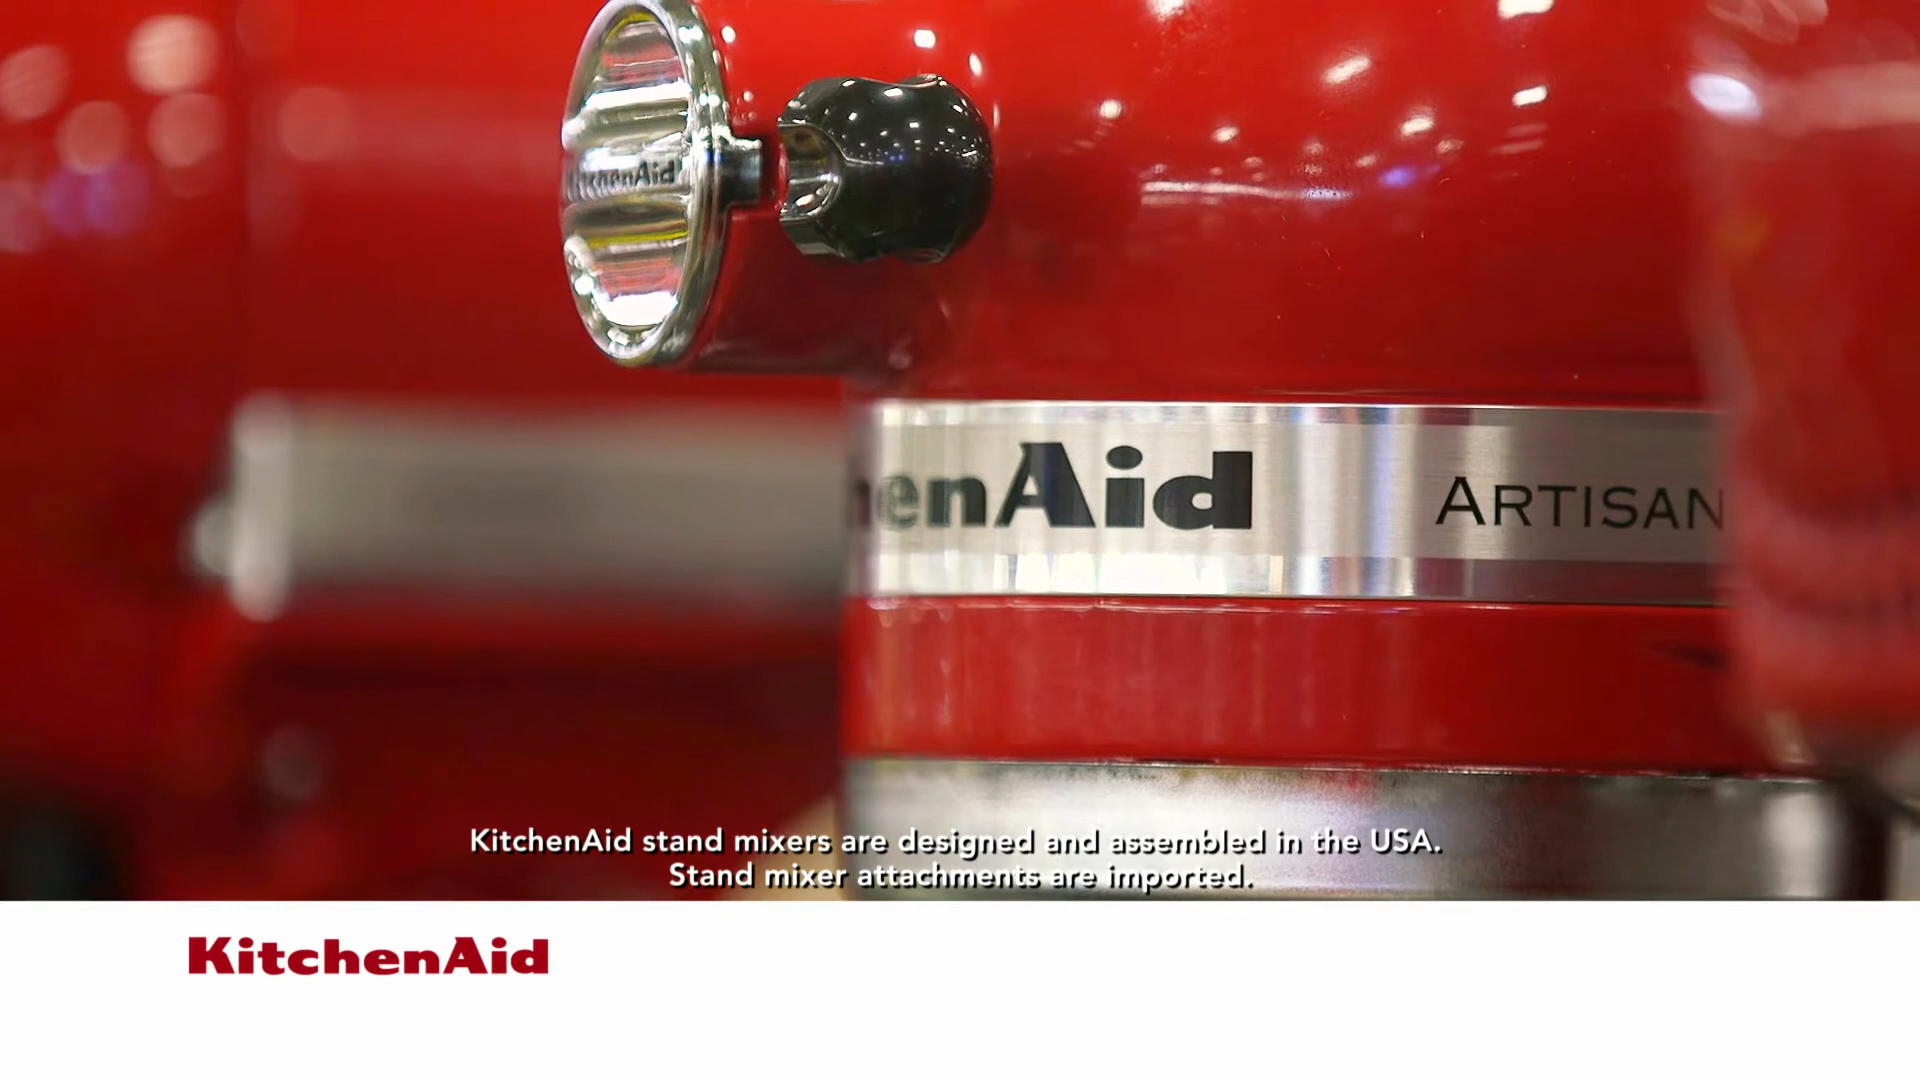 KitchenAid
enAid ARTISAN
KitchenAid stand mixers are designed and assembled in the USA.
Stand mixer attachments are imported.
KitchenAid